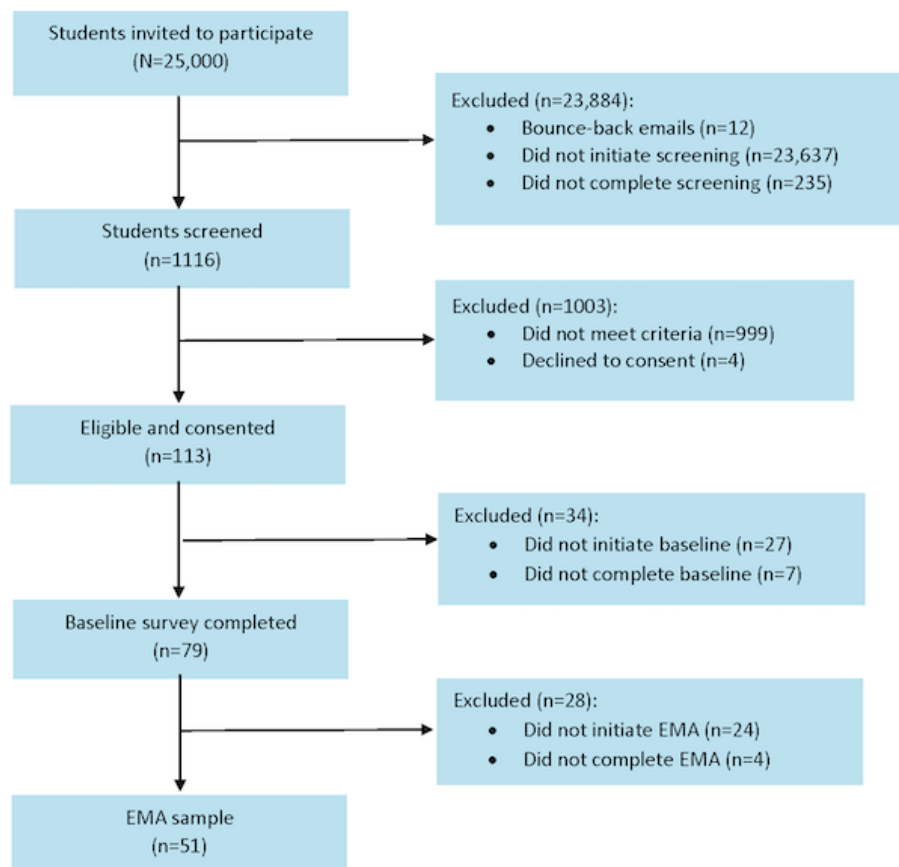 Students invited to participate
(N=25,000)
Excluded (n=23,884):
• Bounce-back emails (n=12)
• Did not initiate screening (n=23,637)
• Did not complete screening (n=235)
Students screened
(n=1116)
Excluded (n=1003):
• Did not meet criteria (n=999)
• Declined to consent (n=4)
Eligible and consented
(n=113)
Excluded (n=34):
• Did not initiate baseline (n=27)
• Did not complete baseline (n=7)
Baseline survey completed
(n=79)
Excluded (n=28):
• Did not initiate EMA (n=24)
• Did not complete EMA (n=4)
EMA sample
(n=51)